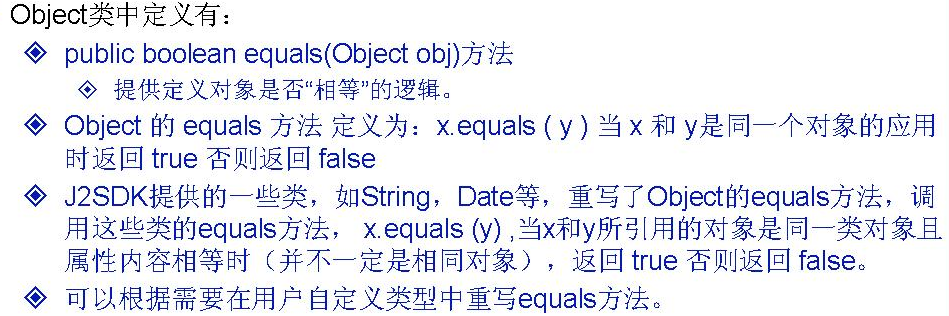 Object类中定义有：
public boolean equals(Object obj)方法
提供定义对象是否“相等”的逻辑。
Object 的 equals 方法 定义为：x.equals ( y ) 当 x 和 y是同一个对象的应用
时返回 true 否则返回 false
J2SDK提供的一些类，如String，Date等，重写了Object的equals方法，调
用这些类的equals方法， x.equals (y) ,当x和y所引用的对象是同一类对象且
属性内容相等时（并不一定是相同对象），返回 true 否则返回 false。
可以根据需要在用户自定义类型中重写equals方法。